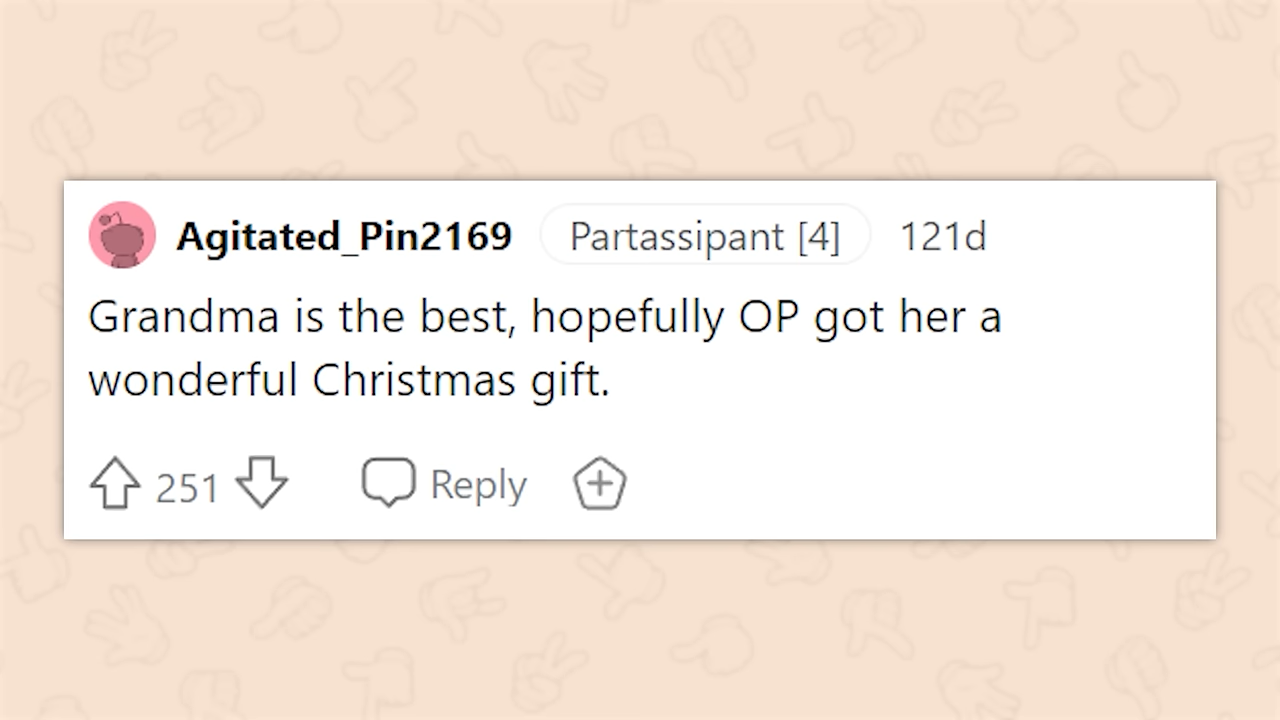 Agitated_Pin2169 Partassipant [4] 121d
Grandma is the best, hopefully OP got her a
wonderful Christmas gift.
251 Reply